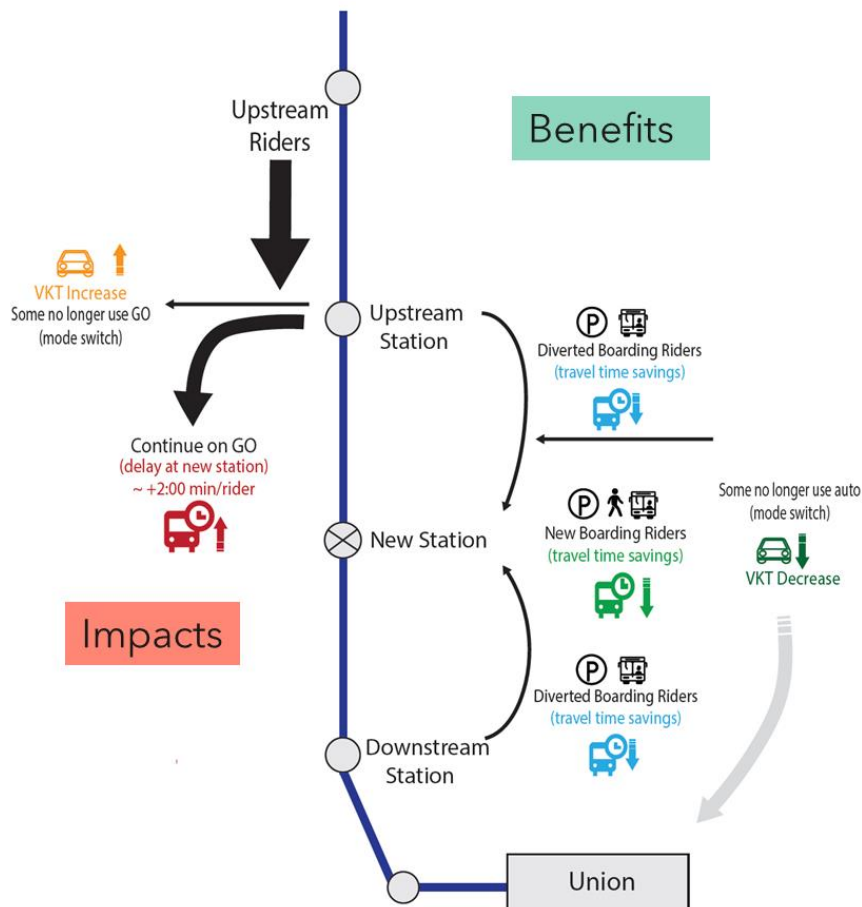 Upstream
Riders
Benefits
VKT Increase
Some no longer use GO
(mode switch)
Upstream
Station
P
Diverted Boarding Riders
(travel time savings)
Continue on GO
(delay at new station)
~ +2:00 min/rider
Some no longer use auto
(mode switch)
VKT Decrease
New Station
P
New Boarding Riders
(travel time savings)
Impacts
P
Diverted Boarding Riders
(travel time savings)
Downstream
Station
Union